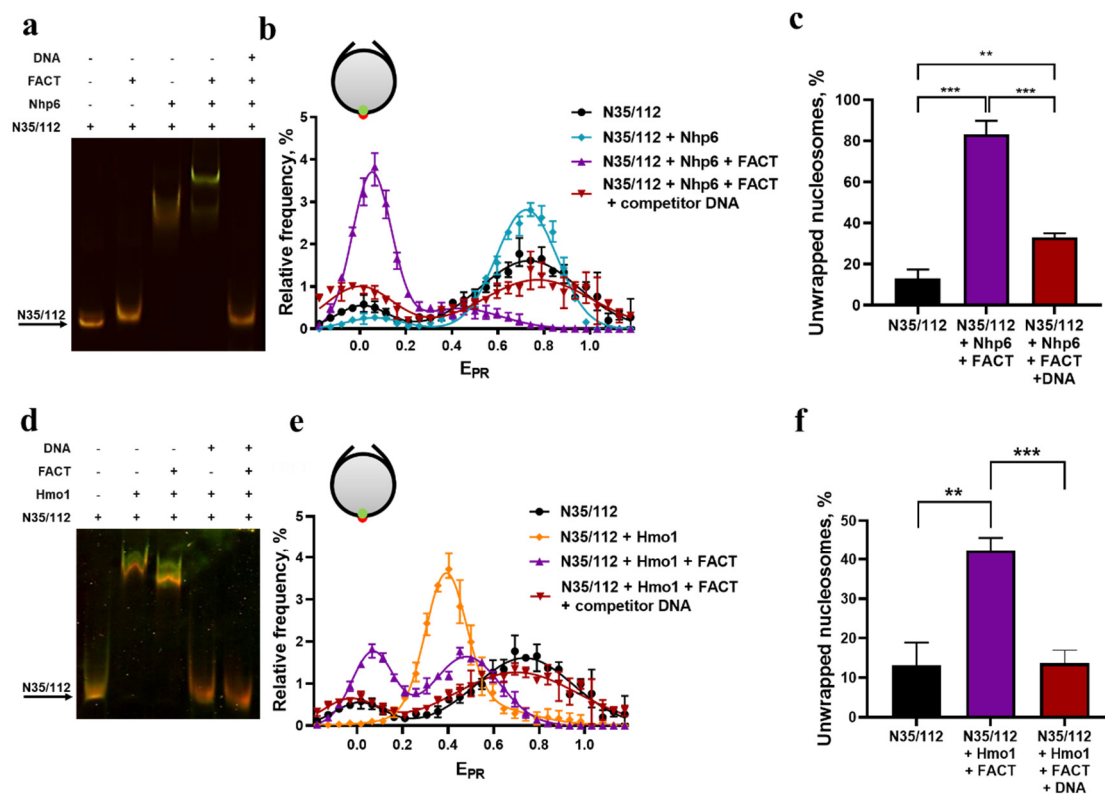 a
DNA - - - - +
FACT - + - + +
Nhp6 - - + + +
N35/112 + + + + +
N35/112
b
Relative frequency, %
5
4
3
2
1
0
0.0 0.2 0.4 0.6 0.8 1.0
E PR
N35/112
N35/112 + Nhp6
N35/112 + Nhp6 + FACT
N35/112 + Nhp6 + FACT
+ competitor DNA
c
Unwrapped nucleosomes, %
100
80
60
40
20
0
**
*** ***
N35/112 N35/112 N35/112
+ Nhp6 + Nhp6
+ FACT + FACT
+DNA
d
DNA - - - + +
FACT - - + - +
Hmo1 - + + + +
N35/112 + + + + +
N35/112
e
Relative frequency, %
5
4
3
2
1
0
0.0 0.2 0.4 0.6 0.8 1.0
E PR
N35/112
N35/112 + Hmo1
N35/112 + Hmo1 + FACT
N35/112 + Hmo1 + FACT
+ competitor DNA
f
Unwrapped nucleosomes, %
50
40
30
20
10
0
***
**
N35/112 N35/112 N35/112
+ Hmo1 + Hmo1
+ FACT + FACT
+ DNA